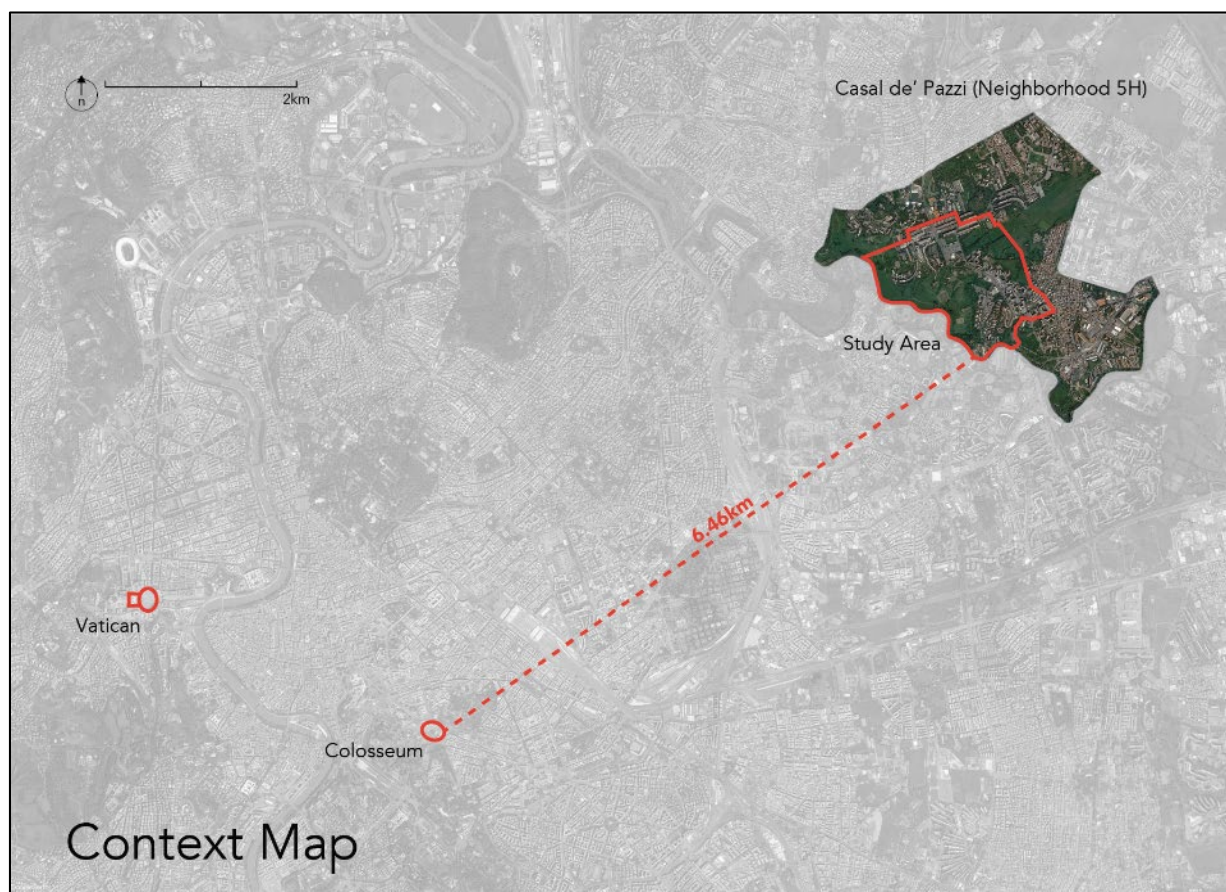 n
2km
Casal de’ Pazzi (Neighborhood 5H)
Study Area
6.46km
Vatican
Colosseum
Context Map